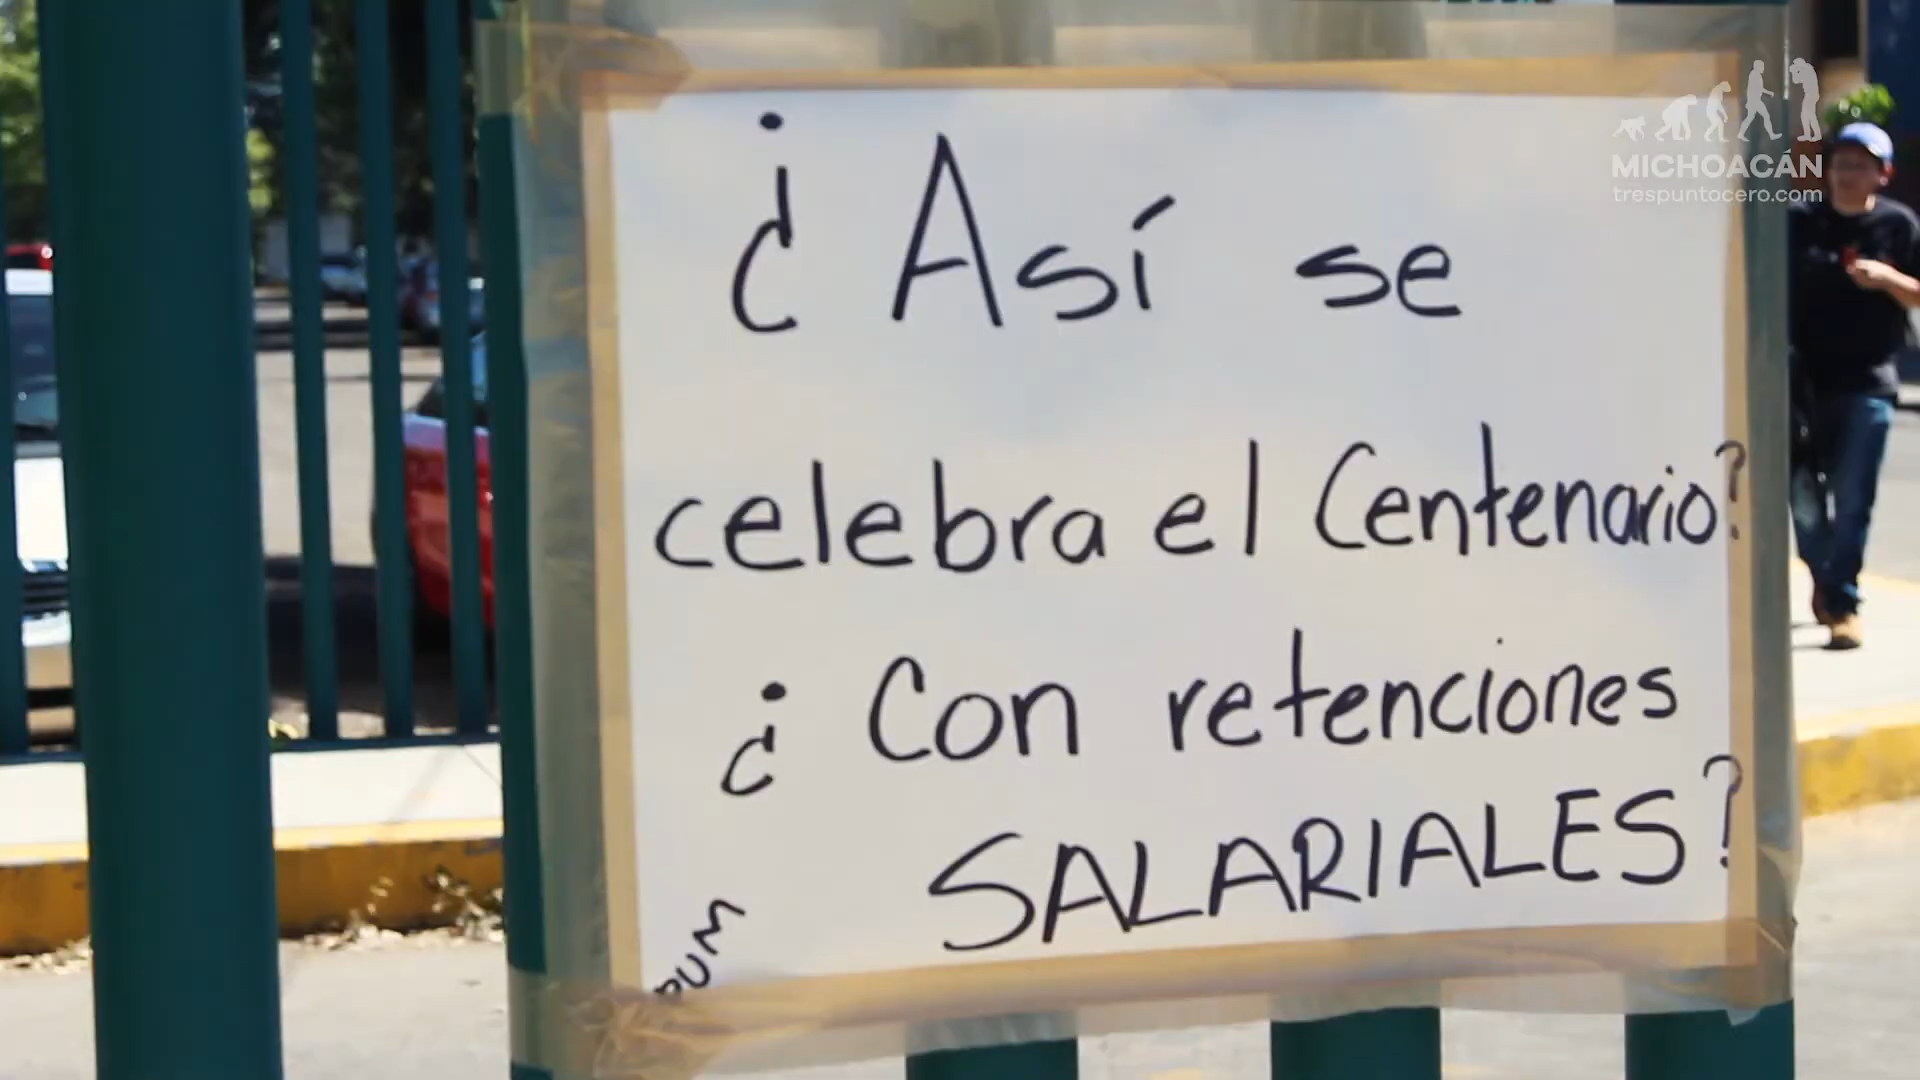 ¿Así se
celebra el Centenario?
¿Con retenciones
SALARIALES?
MICHOACÁN
trespuntocero.com